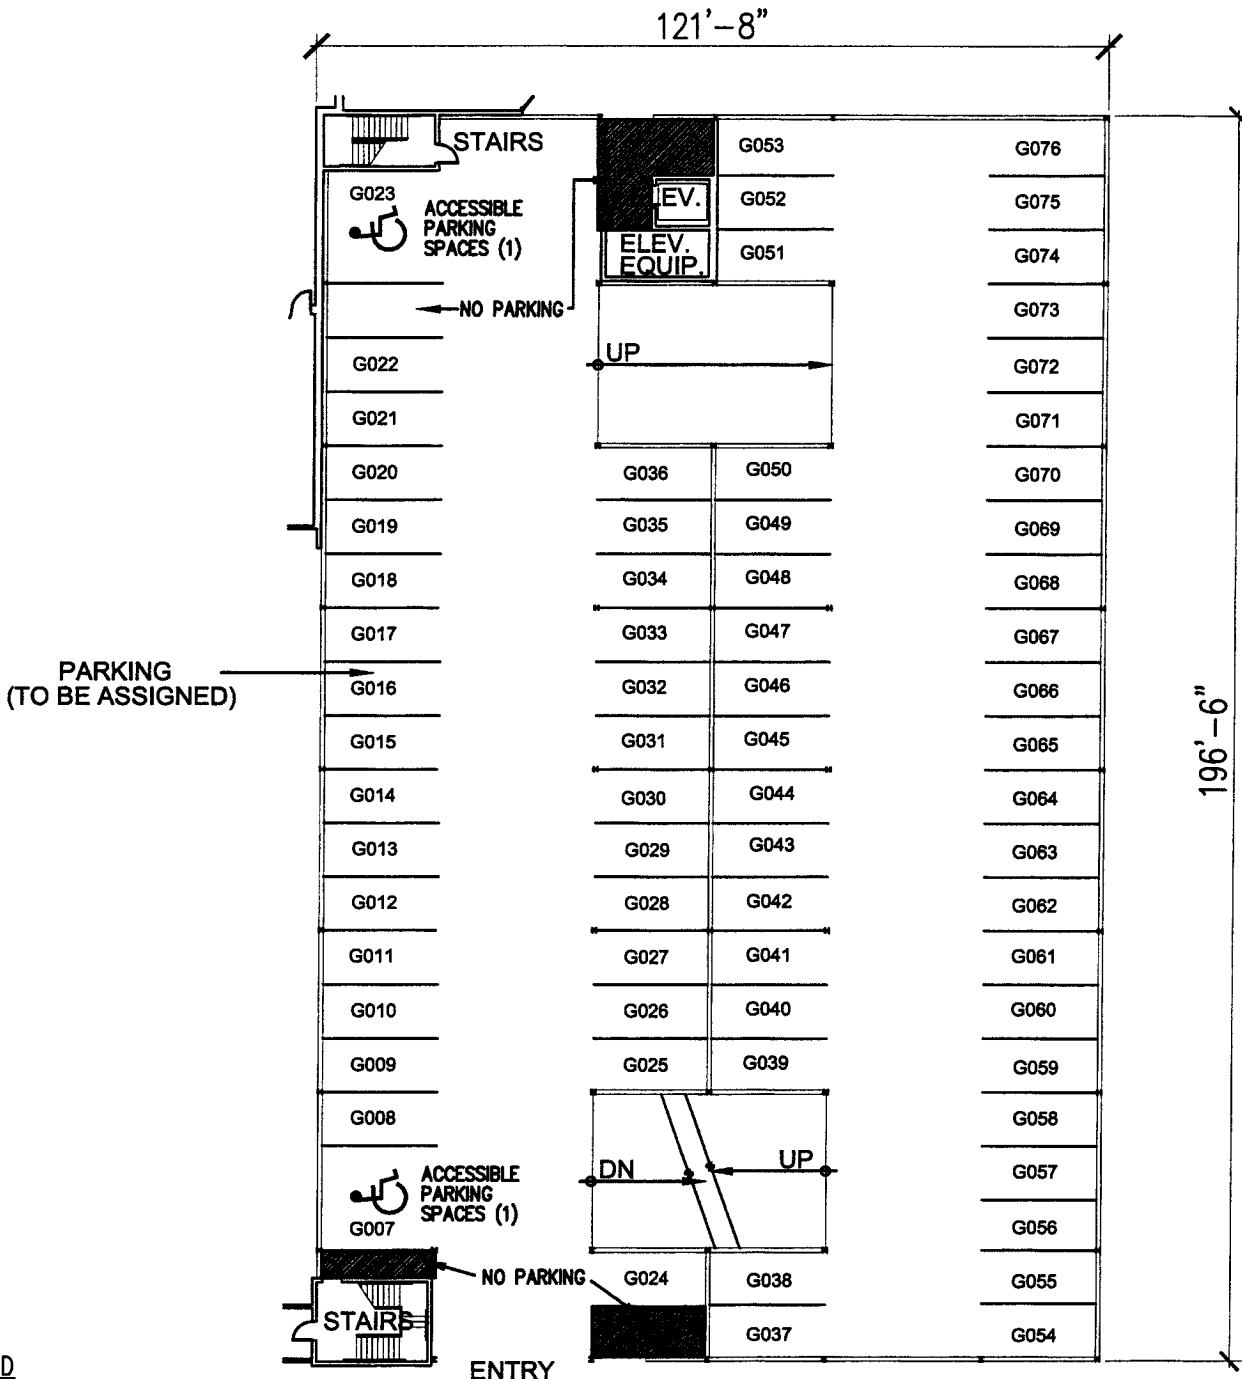 121'-8"
STAIRS
G053
G076
G023
ACCESSIBLE
PARKING
SPACES (1)
EV.
G052
G075
ELEV.
EQUIP.
G051
G074
NO PARKING
G073
UP
G022
G072
G021
G071
G020
G036
G050
G070
G019
G035
G049
G069
G018
G034
G048
G068
G017
G033
G047
G067
PARKING
(TO BE ASSIGNED)
G016
G032
G046
G066
196'-6"
G015
G031
G045
G065
G014
G030
G044
G064
G013
G029
G043
G063
G012
G028
G042
G062
G011
G027
G041
G061
G010
G026
G040
G060
G009
G025
G039
G059
G008
G058
ACCESSIBLE
PARKING
SPACES (1)
DN
UP
G057
G007
G056
NO PARKING
G024
G038
G055
STAIRS
G037
G054
ENTRY
D